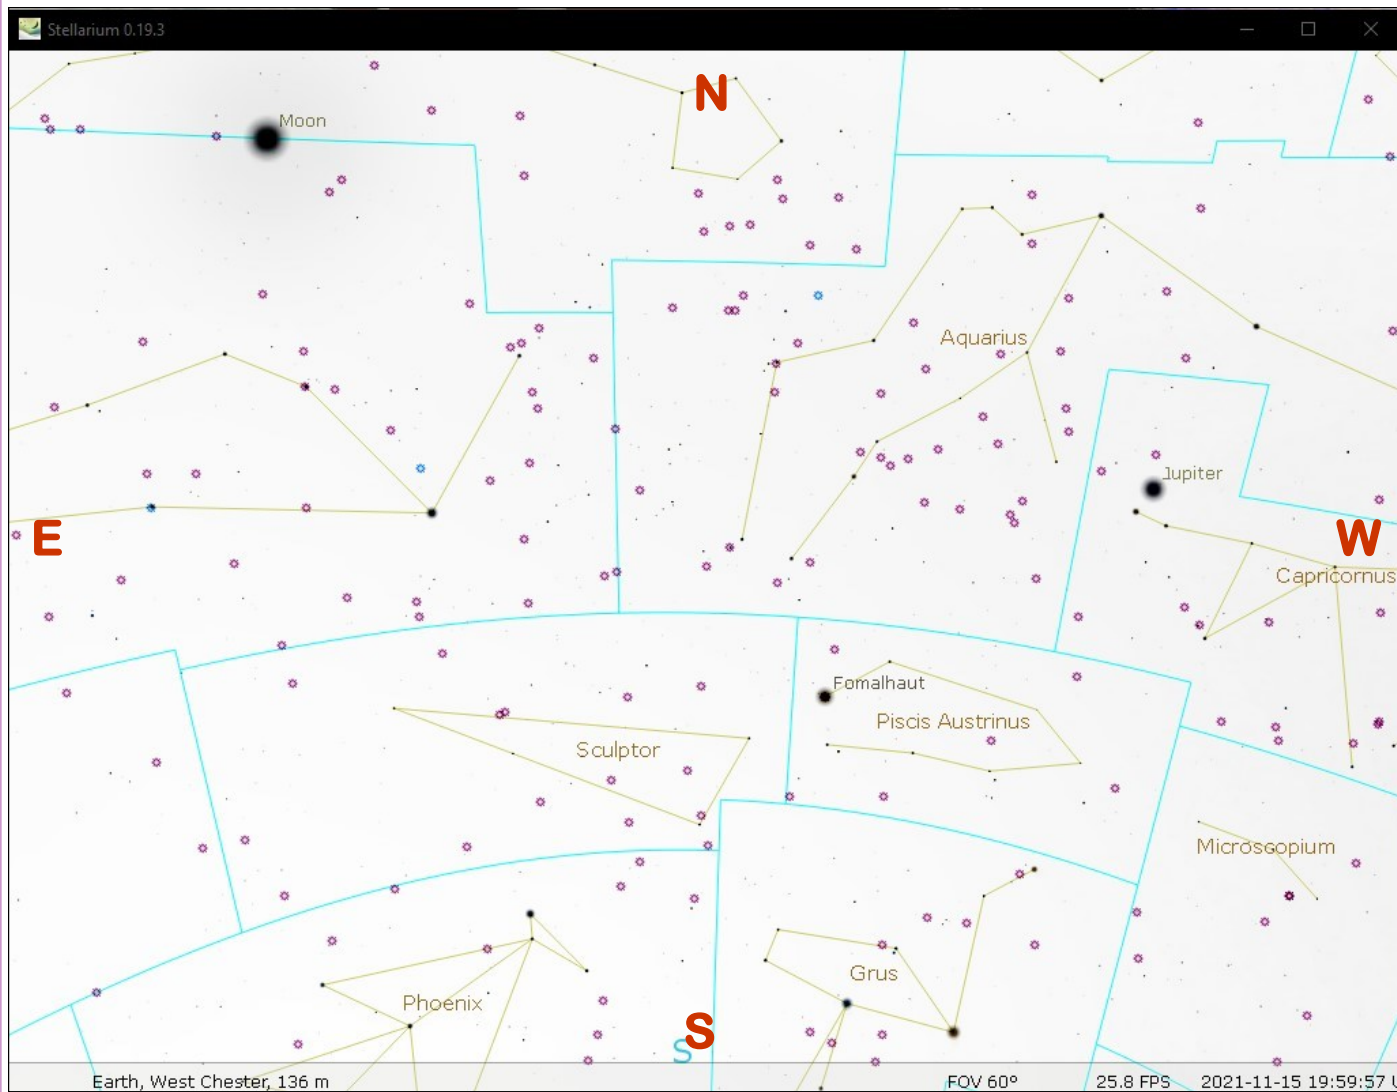 Stellarium 0.19.3
N
Moon
Aquarius
Jupiter
E
W
Capricornus
Fomalhaut
Piscis Austrinus
Sculptor
Microscopium
Grus
Phoenix
S
S
Earth, West Chester, 136 m FOV 60° 25.8 FPS 2021-11-15 19:59:57